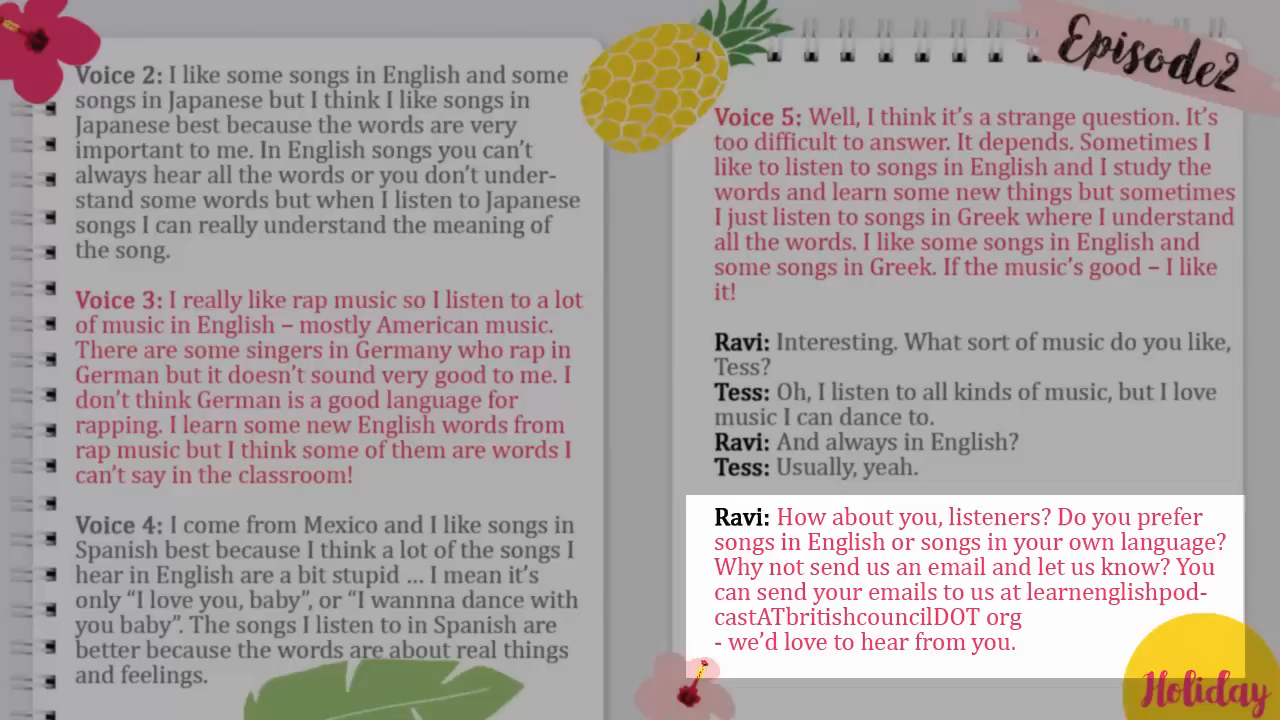 Voice 2: I like some songs in English and some
songs in Japanese but I think I like songs in
Japanese best because the words are very
important to me. In English songs you can’t
always hear all the words or you don’t under-
stand some words but when I listen to Japanese
songs I can really understand the meaning of
the song.
Voice 3: I really like rap music so I listen to a lot
of music in English – mostly American music.
There are some singers in Germany who rap in
German but it doesn’t sound very good to me. I
don’t think German is a good language for
rapping. I learn some new English words from
rap music but I think some of them are words I
can’t say in the classroom!
Voice 4: I come from Mexico and I like songs in
Spanish best because I think a lot of the songs I
hear in English are a bit stupid ... I mean it’s
only “I love you, baby”, or “I wannna dance with
you baby”. The songs I listen to in Spanish are
better because the words are about real things
and feelings.
Episode2
Voice 5: Well, I think it’s a strange question. It’s
too difficult to answer. It depends. Sometimes I
like to listen to songs in English and I study the
words and learn some new things but sometimes
I just listen to songs in Greek where I understand
all the words. I like some songs in English and
some songs in Greek. If the music’s good – I like
it!
Ravi: Interesting. What sort of music do you like,
Tess?
Tess: Oh, I listen to all kinds of music, but I love
music I can dance to.
Ravi: And always in English?
Tess: Usually, yeah.
Ravi: How about you, listeners? Do you prefer
songs in English or songs in your own language?
Why not send us an email and let us know? You
can send your emails to us at learnenglishpod-
castATbritishcouncilDOT org
- we’d love to hear from you.
Holiday